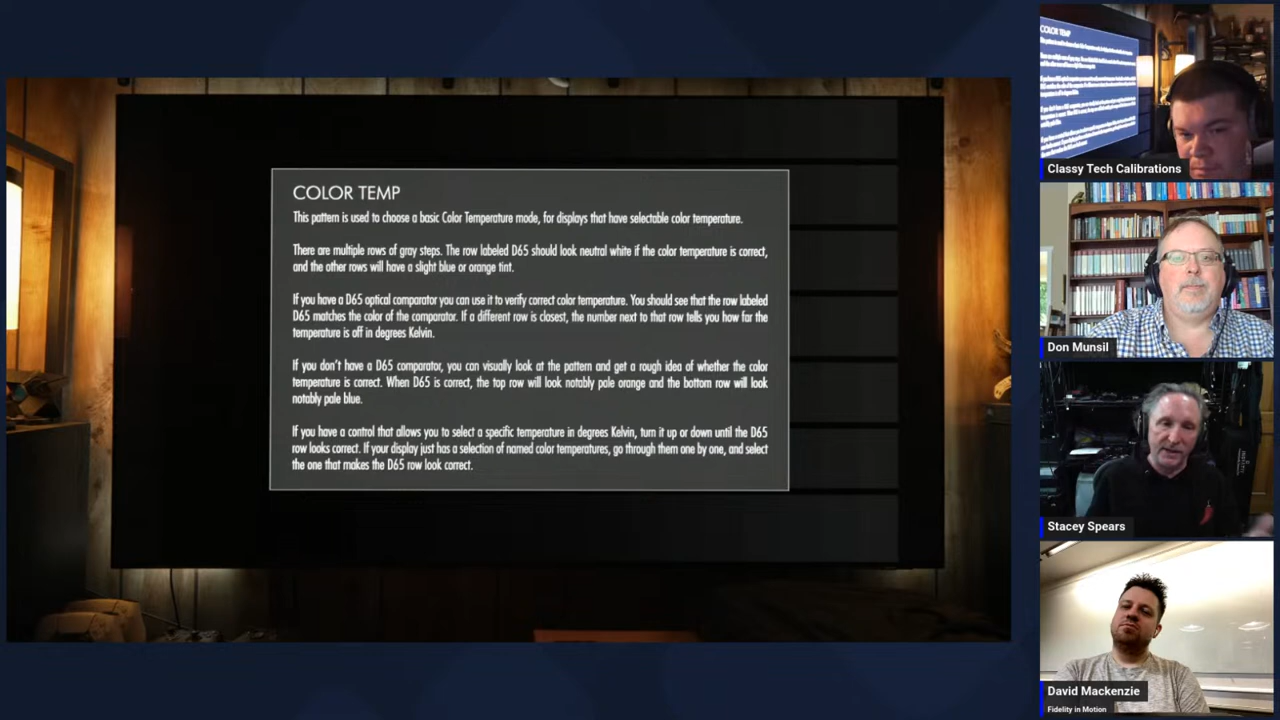 COLOR TEMP
This pattern is used to choose a basic Color Temperature mode, for displays that have selectable color temperature.
There are multiple rows of gray steps. The row labeled D65 should look neutral white if the color temperature is correct,
and the other rows will have a slight blue or orange tint.
If you have a D65 optical comparator you can use it to verify correct color temperature. You should see that the row labeled
D65 matches the color of the comparator. If a different row is closest, the number next to that row tells you how far the
temperature is off in degrees Kelvin.
If you don't have a D65 comparator, you can visually look at the pattern and get a rough idea of whether the color
temperature is correct. When D65 is correct, the top row will look notably pale orange and the bottom row will look
notably pale blue.
If you have a control that allows you to select a specific temperature in degrees Kelvin, turn it up or down until the D65
row looks correct. If your display just has a selection of named color temperatures, go through them one by one, and select
the one that makes the D65 row look correct.
COLOR TEMP
Classy Tech Calibrations
Don Munsil
Stacey Spears
David Mackenzie
Fidelity in Motion